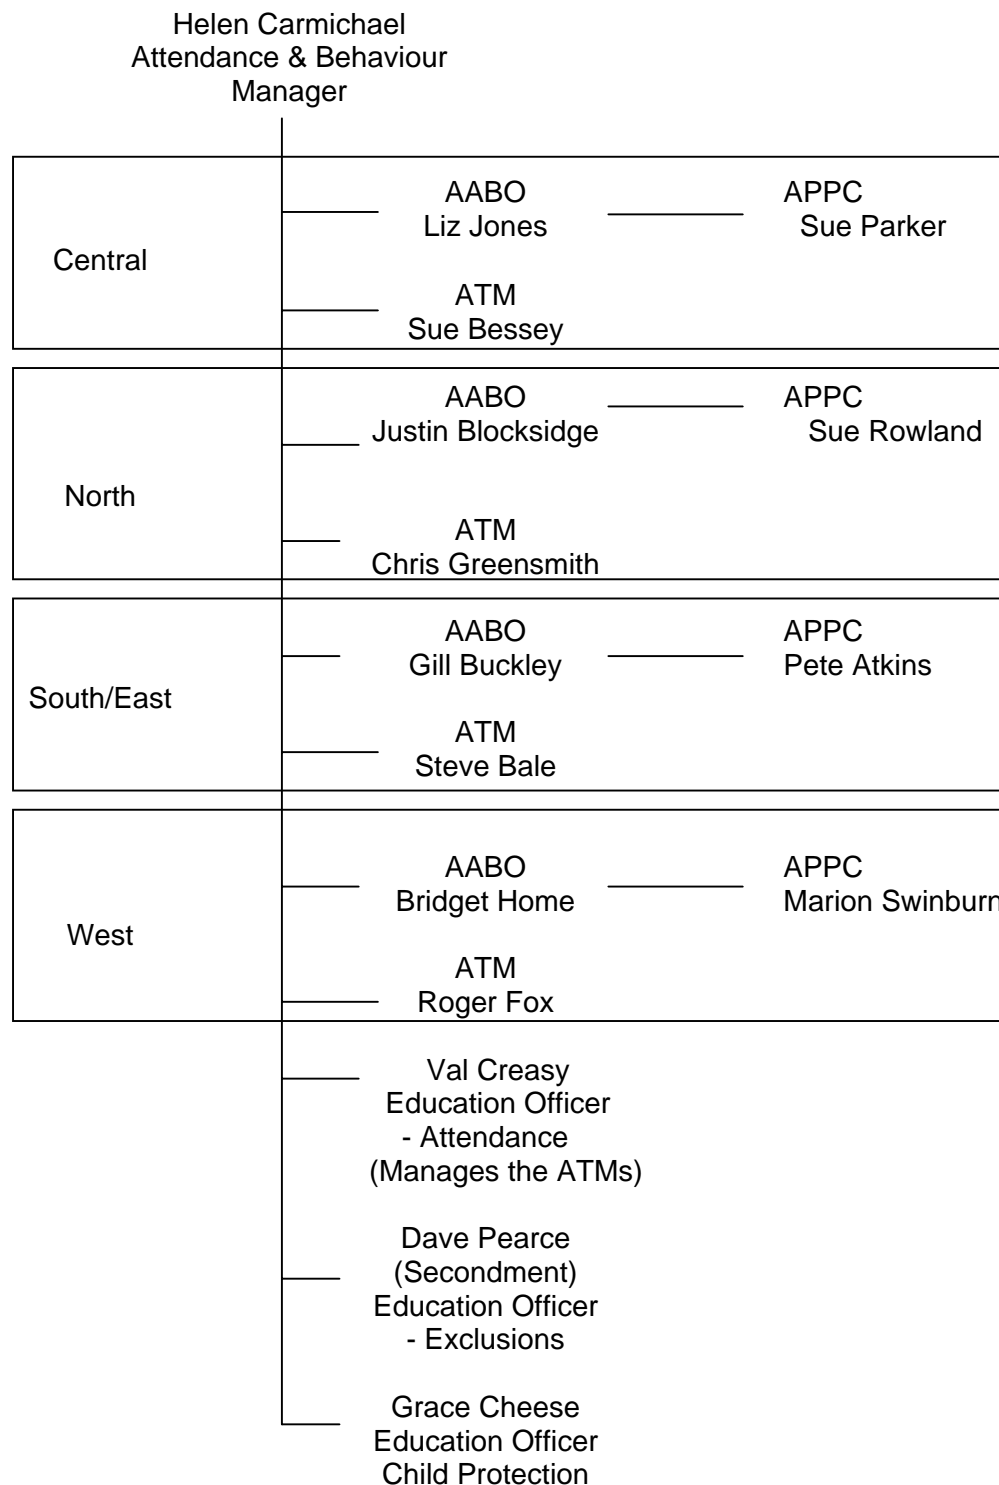 Helen Carmichael
Attendance & Behaviour
Manager
Central
AABO
Liz Jones
APPC
Sue Parker
ATM
Sue Bessey
North
AABO
Justin Blocksidge
APPC
Sue Rowland
ATM
Chris Greensmith
South/East
AABO
Gill Buckley
APPC
Pete Atkins
ATM
Steve Bale
West
AABO
Bridget Home
APPC
Marion Swinburn
ATM
Roger Fox
Val Creasy
Education Officer
- Attendance
(Manages the ATMs)
Dave Pearce
(Secondment)
Education Officer
- Exclusions
Grace Cheese
Education Officer
Child Protection